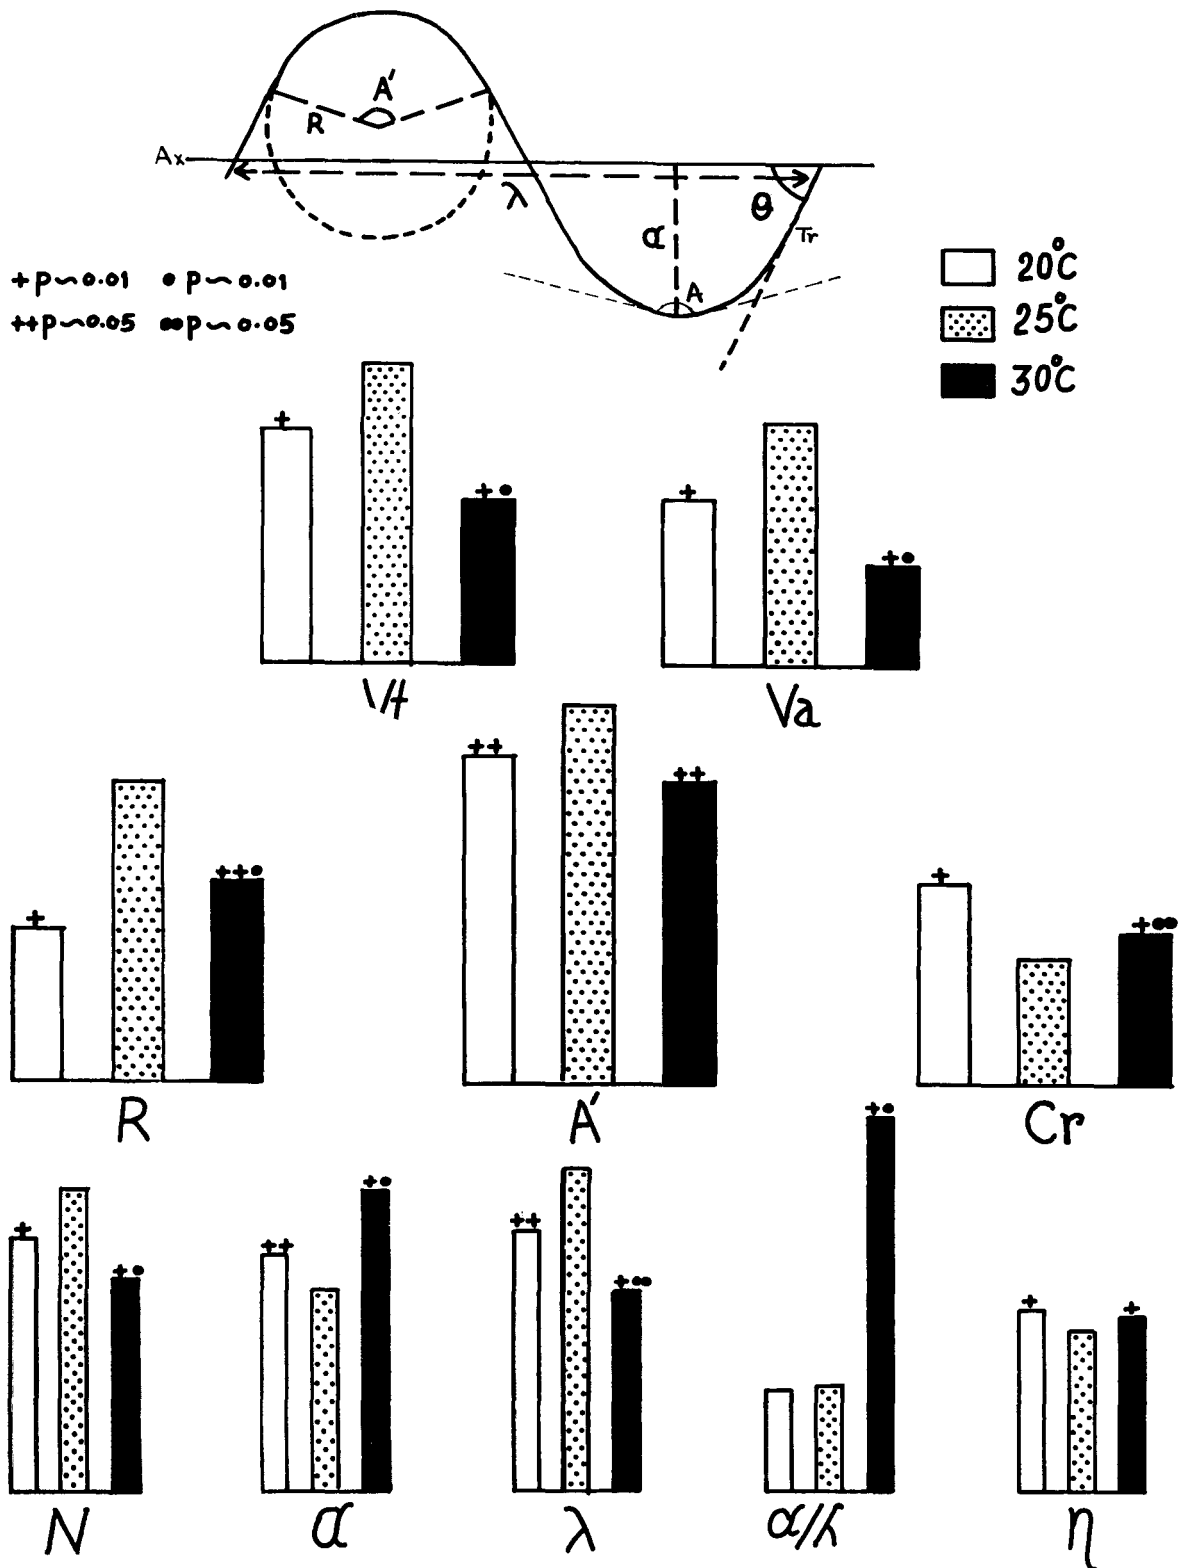 A'
R
Ax
λ
α
θ
Tr
A
+ p~0.01 • p~0.01
++p~0.05 ••p~0.05
20°C
25°C
30°C
+
+ •
+
+ •
Vt
Va
+
++•
++
++
+
+••
R
A'
Cr
+
+•
++
+•
++
+••
+•
+
+
N
α
λ
α/λ
η